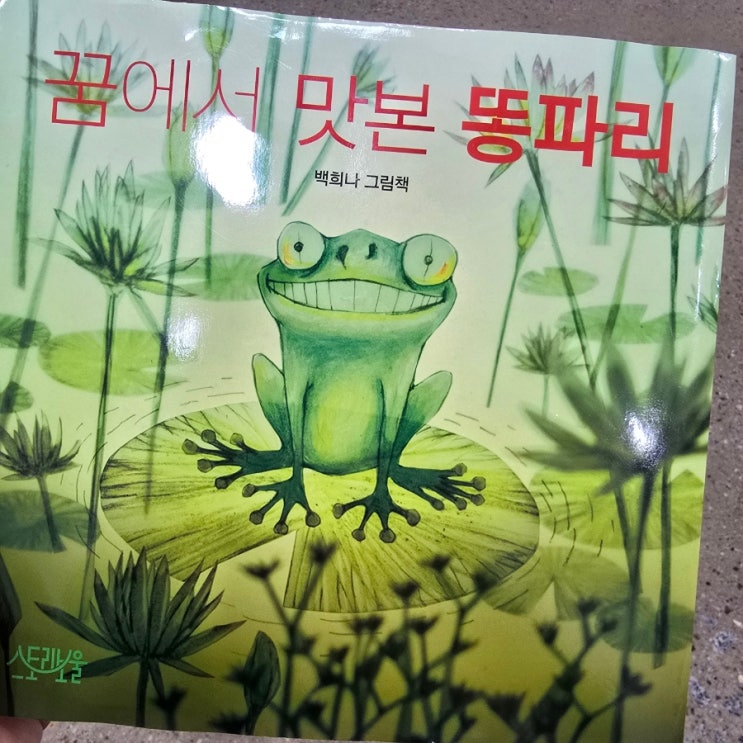 꿈에서 맛본 똥파리
백희나 그림책
스토리보울